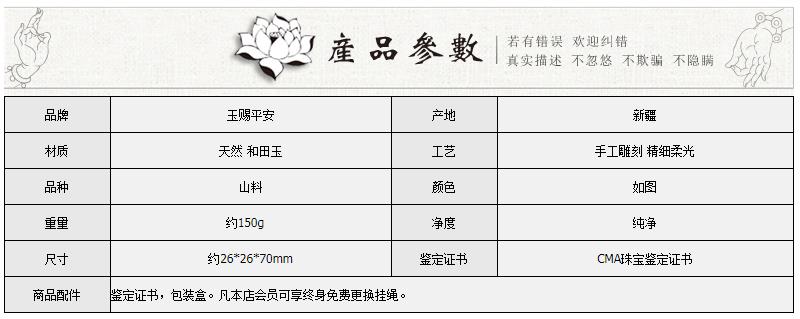 産品參數
若有错误 欢迎纠错
真实描述 不忽悠 不欺骗 不隐瞒
品牌 玉赐平安 产地 新疆
材质 天然 和田玉 工艺 手工雕刻 精细柔光
品种 山料 颜色 如图
重量 约150g 净度 纯净
尺寸 约26*26*70mm 鉴定证书 CMA珠宝鉴定证书
商品配件 鉴定证书，包装盒。凡本店会员可享终身免费更换挂绳。